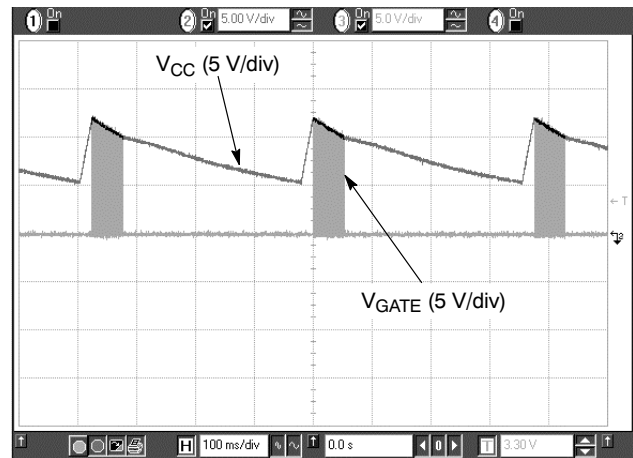 1 On 2 On 5.00 V/div 3 On 5.0 V/div 4 On
VCC (5 V/div)
T
VGATE (5 V/div)
H 100 ms/div 0.0 s 0 T 3.30 V